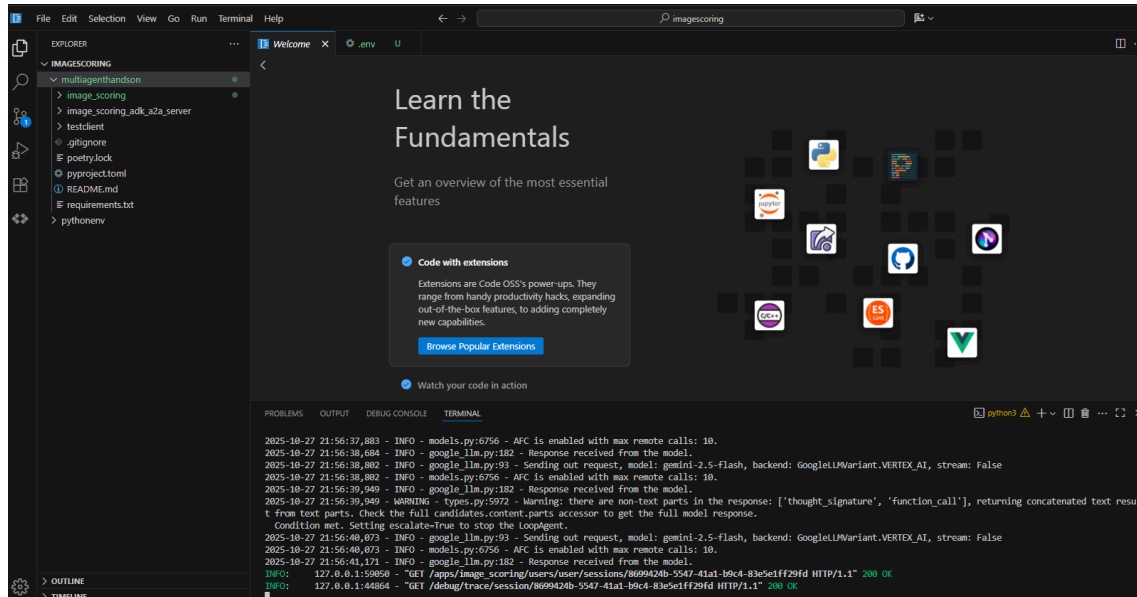 File Edit Selection View Go Run Terminal Help
imagescoring
EXPLORER
Welcome
.env U
IMAGESCORING
multiagenthandson
image_scoring
image_scoring_adk_a2a_server
testclient
.gitignore
poetry.lock
pyproject.toml
README.md
requirements.txt
pythonenv
OUTLINE
TIMELINE
1
Learn the
Fundamentals
Get an overview of the most essential
features
Code with extensions
Extensions are Code OSS's power-ups. They
range from handy productivity hacks, expanding
out-of-the-box features, to adding completely
new capabilities.
Browse Popular Extensions
Watch your code in action
jupyter
C/C++
ES
Lint
PROBLEMS OUTPUT DEBUG CONSOLE TERMINAL
python3
2025-10-27 21:56:37,883 - INFO - models.py:6756 - AFC is enabled with max remote calls: 10.
2025-10-27 21:56:38,684 - INFO - google_llm.py:182 - Response received from the model.
2025-10-27 21:56:38,802 - INFO - google_llm.py:93 - Sending out request, model: gemini-2.5-flash, backend: GoogleLLMVariant.VERTEX_AI, stream: False
2025-10-27 21:56:38,802 - INFO - models.py:6756 - AFC is enabled with max remote calls: 10.
2025-10-27 21:56:39,949 - INFO - google_llm.py:182 - Response received from the model.
2025-10-27 21:56:39,949 - WARNING - types.py:5972 - Warning: there are non-text parts in the response: ['thought_signature', 'function_call'], returning concatenated text resu
t from text parts. Check the full candidates.content.parts accessor to get the full model response.
Condition met. Setting escalate=True to stop the LoopAgent.
2025-10-27 21:56:40,073 - INFO - google_llm.py:93 - Sending out request, model: gemini-2.5-flash, backend: GoogleLLMVariant.VERTEX_AI, stream: False
2025-10-27 21:56:40,073 - INFO - models.py:6756 - AFC is enabled with max remote calls: 10.
2025-10-27 21:56:41,171 - INFO - google_llm.py:182 - Response received from the model.
INFO: 127.0.0.1:59050 - "GET /apps/image_scoring/users/user/sessions/8699424b-5547-41a1-b9c4-83e5e1ff29fd HTTP/1.1" 200 OK
INFO: 127.0.0.1:44864 - "GET /debug/trace/session/8699424b-5547-41a1-b9c4-83e5e1ff29fd HTTP/1.1" 200 OK